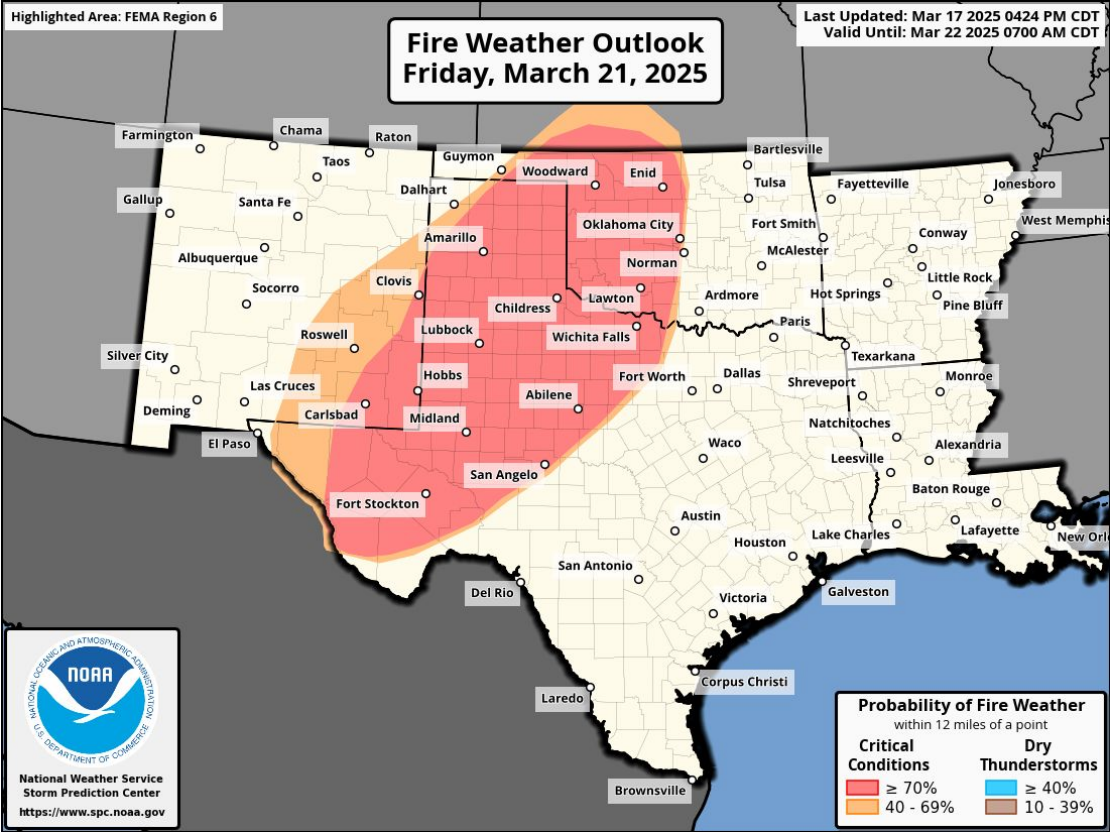 Highlighted Area: FEMA Region 6
Fire Weather Outlook
Friday, March 21, 2025
Last Updated: Mar 17 2025 0424 PM CDT
Valid Until: Mar 22 2025 0700 AM CDT
Farmington
Chama
Raton
Taos
Guymon
Woodward
Enid
Bartlesville
Gallup
Santa Fe
Dalhart
Tulsa
Fayetteville
Jonesboro
Albuquerque
Amarillo
Oklahoma City
Fort Smith
West Memphis
Norman
McAlester
Conway
Socorro
Clovis
Childress
Lawton
Ardmore
Hot Springs
Little Rock
Pine Bluff
Roswell
Lubbock
Wichita Falls
Paris
Silver City
Texarkana
Las Cruces
Hobbs
Fort Worth
Dallas
Shreveport
Monroe
Deming
Carlsbad
Midland
Abilene
Natchitoches
El Paso
Waco
Leesville
Alexandria
San Angelo
Fort Stockton
Baton Rouge
Austin
Houston
Lake Charles
Lafayette
New Orl
San Antonio
Del Rio
Victoria
Galveston
Laredo
Corpus Christi
Brownsville
NATIONAL OCEANIC AND ATMOSPHERIC ADMINISTRATION
NOAA
U.S. DEPARTMENT OF COMMERCE
National Weather Service
Storm Prediction Center
https://www.spc.noaa.gov
Probability of Fire Weather
within 12 miles of a point
Critical Conditions
≥ 70%
40 - 69%
Dry Thunderstorms
≥ 40%
10 - 39%